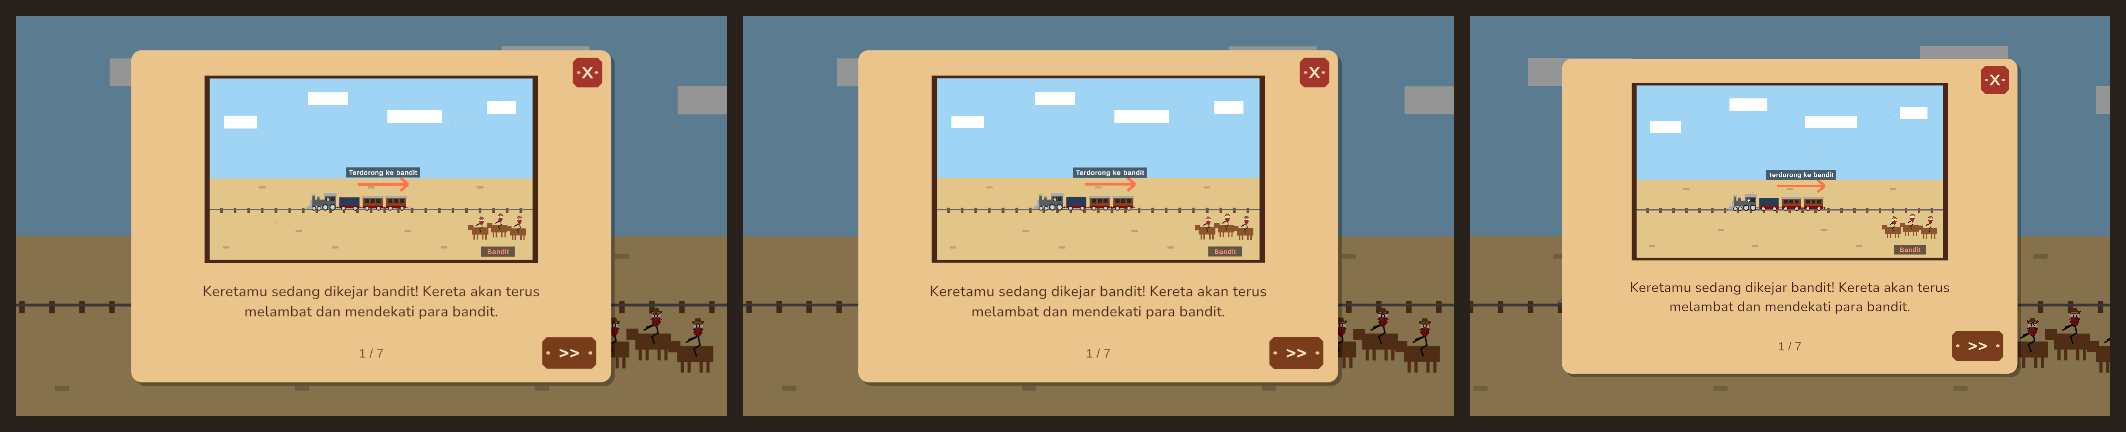 X
Terdorong ke bandit
Bandit
Keretamu sedang dikejar bandit! Kereta akan terus
melambat dan mendekati para bandit.
1 / 7
>>
X
Terdorong ke bandit
Bandit
Keretamu sedang dikejar bandit! Kereta akan terus
melambat dan mendekati para bandit.
1 / 7
>>
X
Terdorong ke bandit
Bandit
Keretamu sedang dikejar bandit! Kereta akan terus
melambat dan mendekati para bandit.
1 / 7
>>